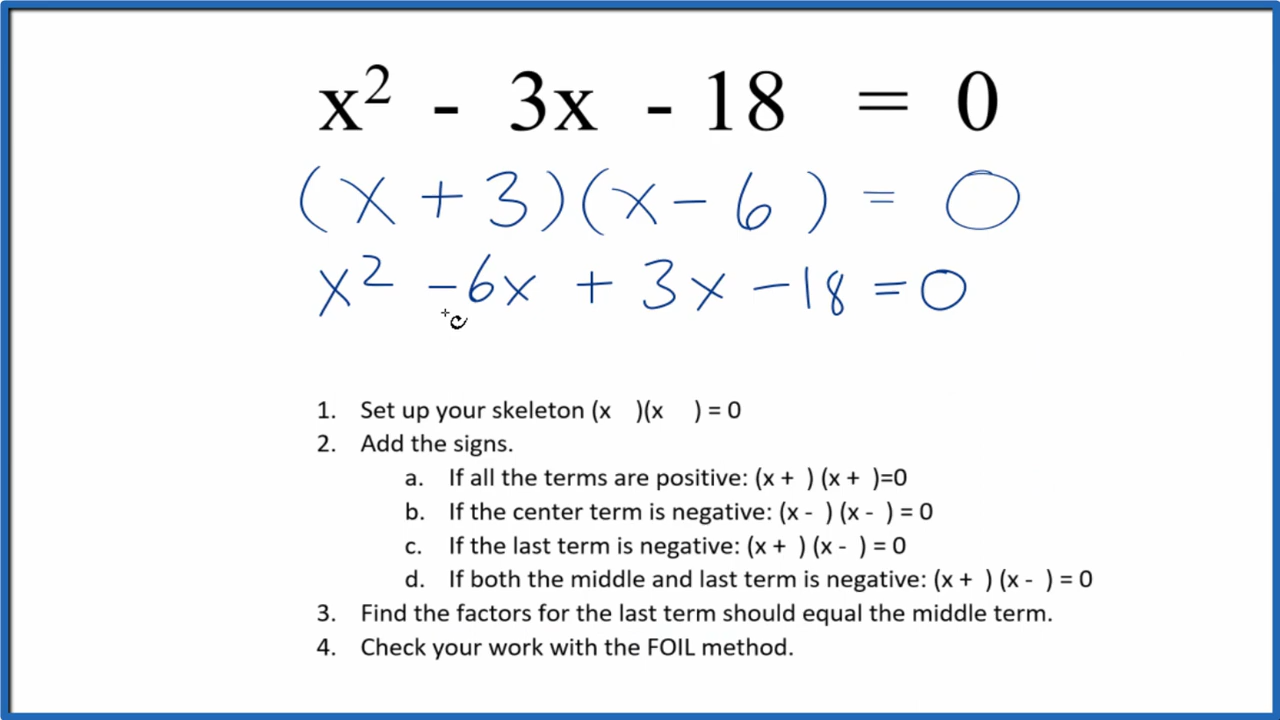 x² - 3x - 18 = 0
(x + 3)(x - 6) = 0
x² - 6x + 3x - 18 = 0
1. Set up your skeleton (x  )(x  ) = 0
2. Add the signs.
a. If all the terms are positive: (x +  ) (x +  )=0
b. If the center term is negative: (x -  ) (x -  ) = 0
c. If the last term is negative: (x +  ) (x -  ) = 0
d. If both the middle and last term is negative: (x +  ) (x -  ) = 0
3. Find the factors for the last term should equal the middle term.
4. Check your work with the FOIL method.